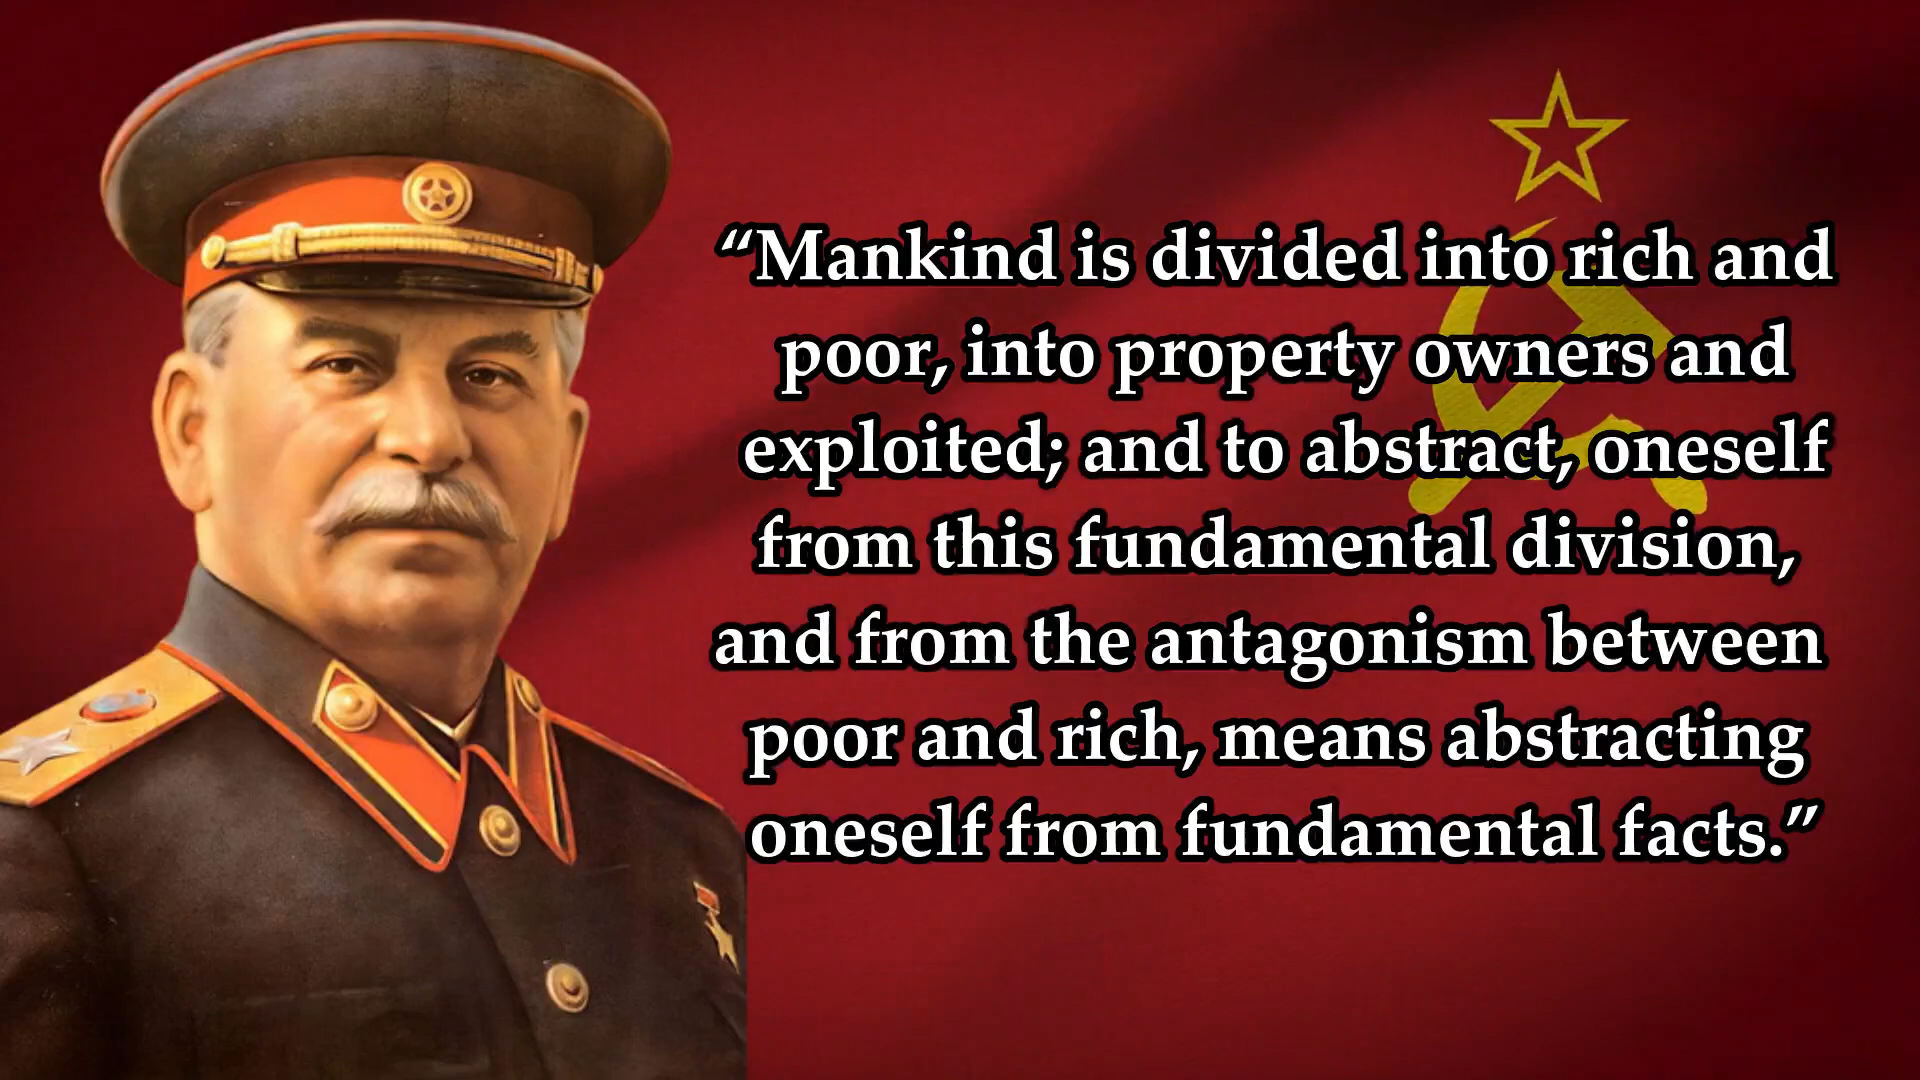 “Mankind is divided into rich and
poor, into property owners and
exploited; and to abstract, oneself
from this fundamental division,
and from the antagonism between
poor and rich, means abstracting
oneself from fundamental facts.”